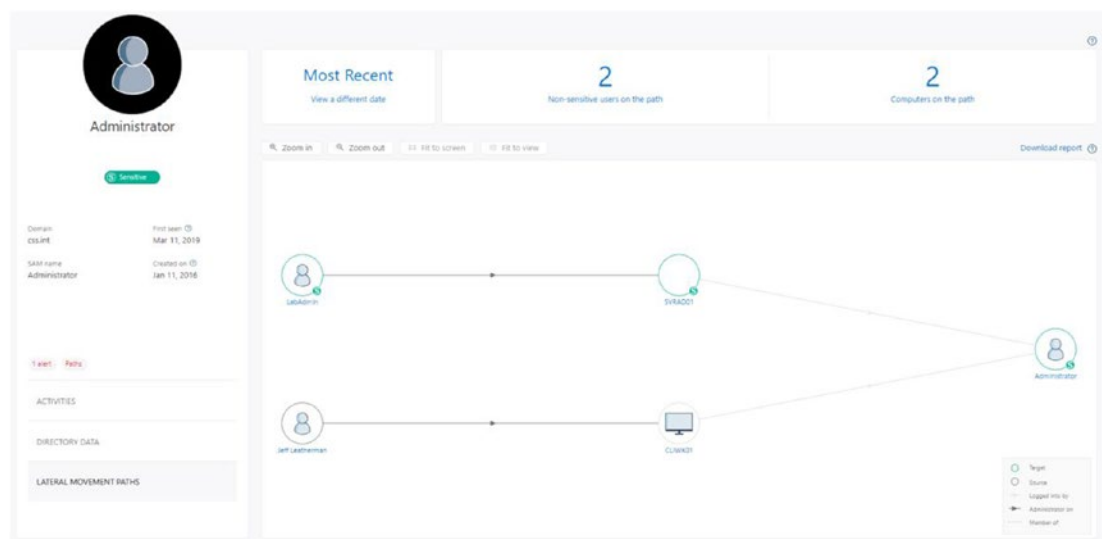 Administrator
S Sensitive
Domain
css.int
First seen
Mar 11, 2019
SAM name
Administrator
Created on
Jan 11, 2016
1 alert Paths
ACTIVITIES
DIRECTORY DATA
LATERAL MOVEMENT PATHS
Most Recent
View a different date
2
Non-sensitive users on the path
2
Computers on the path
Zoom in Zoom out Fit to screen Fit to view
Download report
LabAdmin
SVRAD01
Administrator
Jeff Leatherman
CLIWK01
Target
Source
Logged into by
Administrator on
Member of